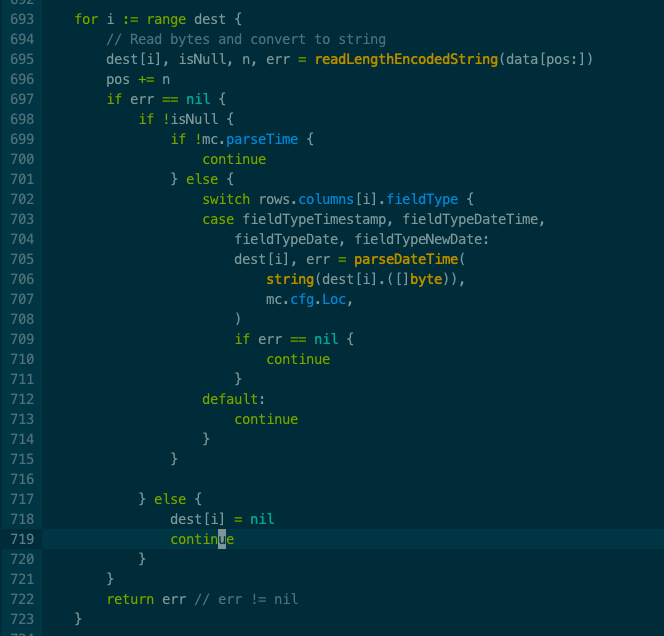 693    for i := range dest {
694        // Read bytes and convert to string
695        dest[i], isNull, n, err = readLengthEncodedString(data[pos:])
696        pos += n
697        if err == nil {
698            if !isNull {
699                if !mc.parseTime {
700                    continue
701                } else {
702                    switch rows.columns[i].fieldType {
703                    case fieldTypeTimestamp, fieldTypeDateTime,
704                        fieldTypeDate, fieldTypeNewDate:
705                        dest[i], err = parseDateTime(
706                            string(dest[i].([]byte)),
707                            mc.cfg.Loc,
708                        )
709                        if err == nil {
710                            continue
711                        }
712                    default:
713                        continue
714                    }
715                }
716
717            } else {
718                dest[i] = nil
719                continue
720            }
721        }
722        return err // err != nil
723    }